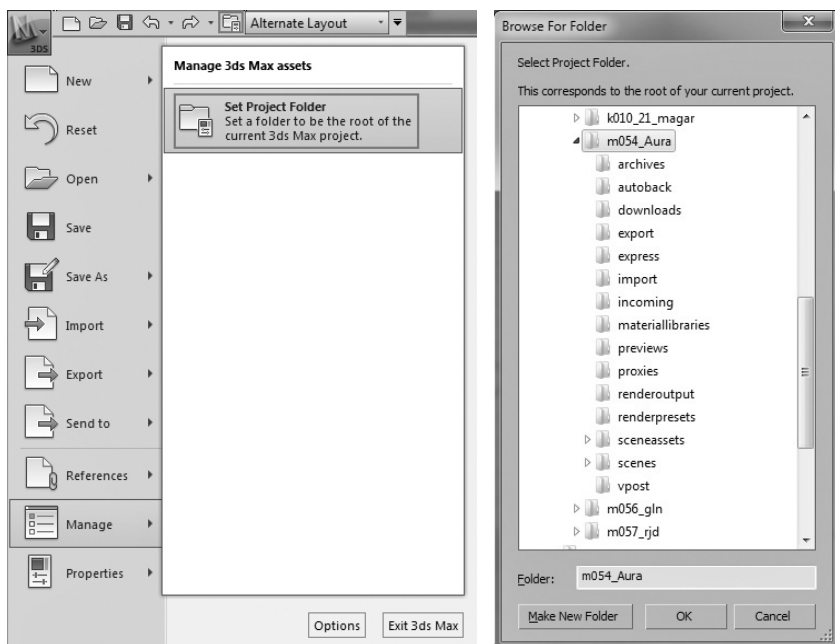 Alternate Layout
3DS
New
Reset
Open
Save
Save As
Import
Export
Send to
References
Manage
Properties
Manage 3ds Max assets
Set Project Folder
Set a folder to be the root of the
current 3ds Max project.
Options
Exit 3ds Max
Browse For Folder
Select Project Folder.
This corresponds to the root of your current project.
k010_21_magar
m054_Aura
archives
autoback
downloads
export
express
import
incoming
materiallibraries
previews
proxies
renderoutput
renderpresets
sceneassets
scenes
vpost
m056_gln
m057_rjd
Folder:
m054_Aura
Make New Folder
OK
Cancel